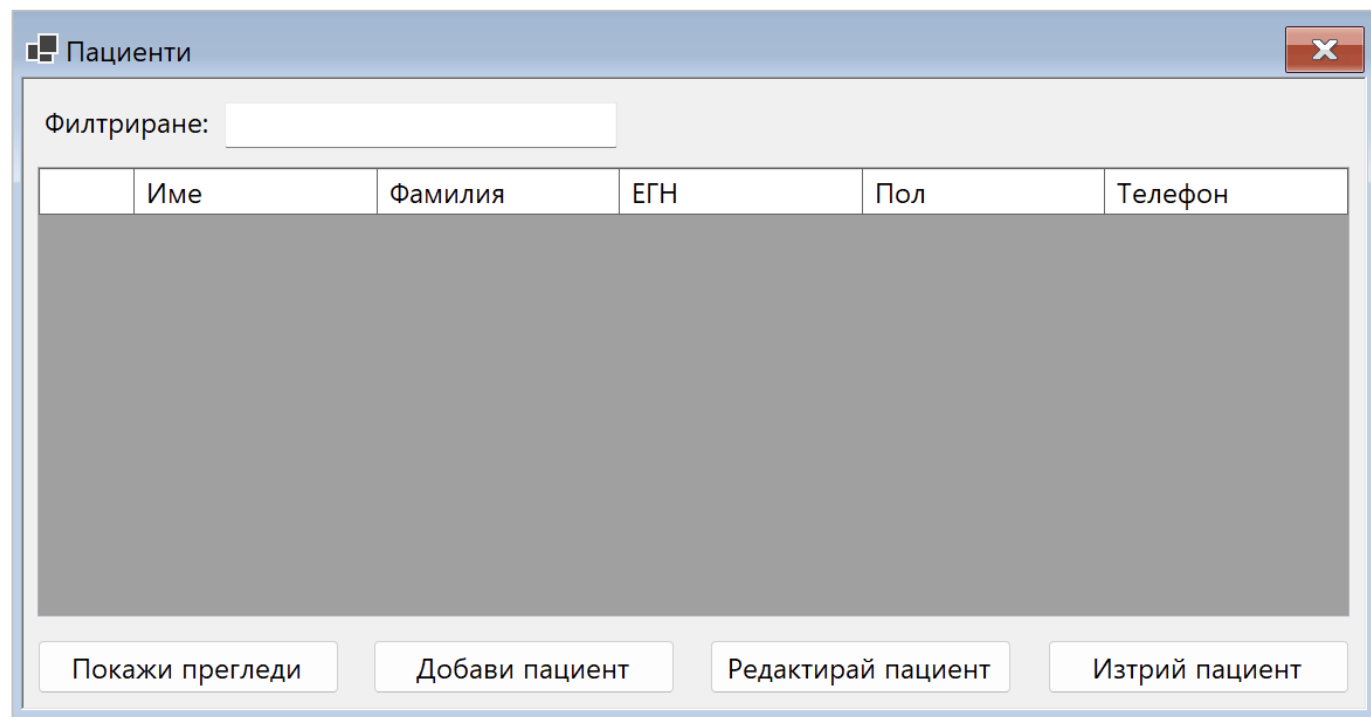 Пациенти
Филтриране:
Име Фамилия ЕГН Пол Телефон
Покажи прегледи Добави пациент Редактирай пациент Изтрий пациент